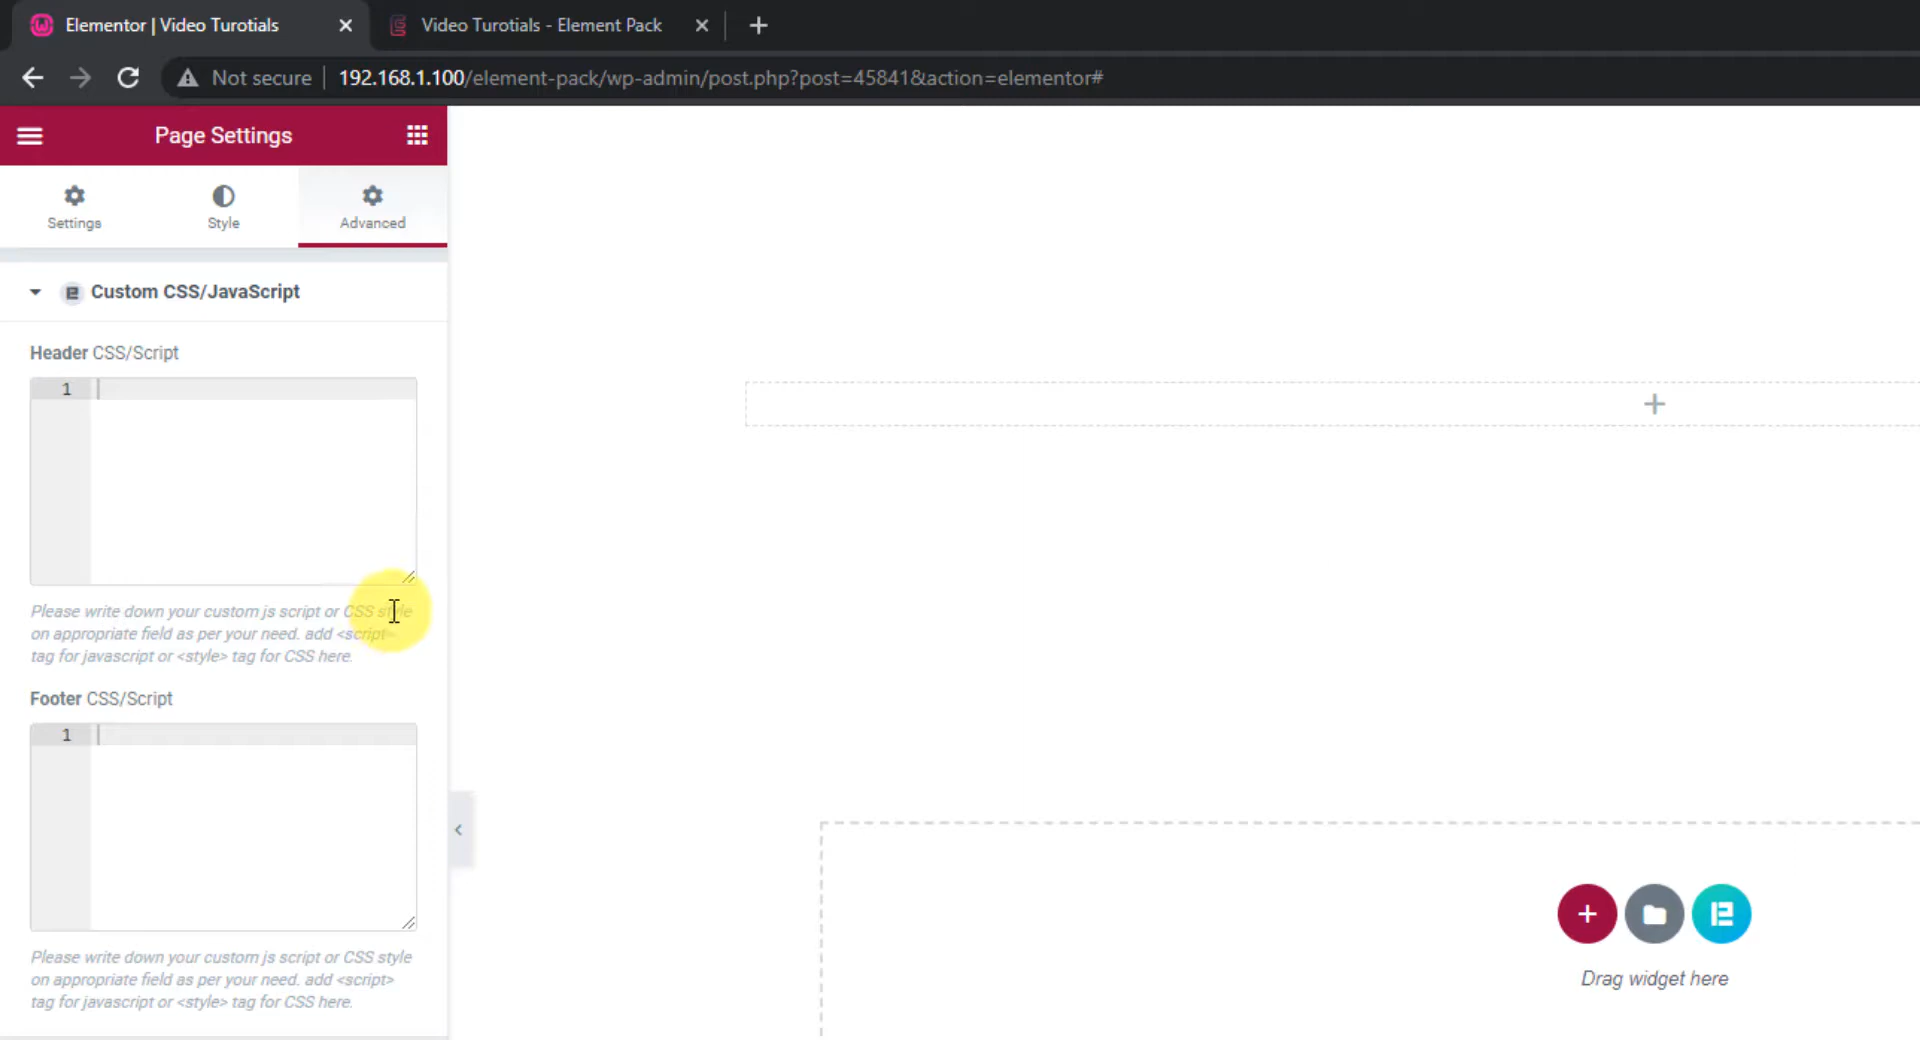 Elementor | Video Turotials
Video Turotials - Element Pack
Not secure
192.168.1.100/element-pack/wp-admin/post.php?post=45841&action=elementor#
Page Settings
Settings
Style
Advanced
Custom CSS/JavaScript
Header CSS/Script
1
Please write down your custom js script or CSS style
on appropriate field as per your need. add <script>
tag for javascript or <style> tag for CSS here.
Footer CSS/Script
1
Please write down your custom js script or CSS style
on appropriate field as per your need. add <script>
tag for javascript or <style> tag for CSS here.
Drag widget here